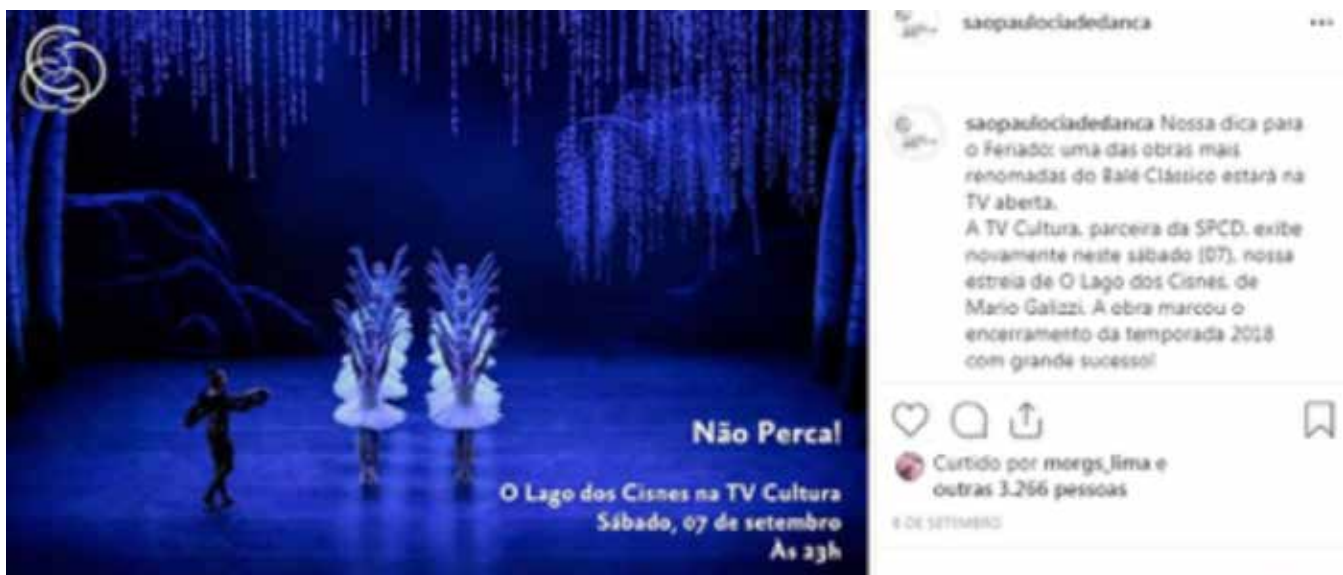 Não Perca!
O Lago dos Cisnes na TV Cultura
Sábado, 07 de setembro
Às 23h
saopaulociadedanca
saopaulociadedanca Nossa dica para
o Feriado: uma das obras mais
renomadas do Balé Clássico estará na
TV aberta.
A TV Cultura, parceira da SPCD, exibe
novamente neste sábado (07), nossa
estreia de O Lago dos Cisnes, de
Mario Galizzi. A obra marcou o
encerramento da temporada 2018
com grande sucesso!
Curtido por morgs_lima e
outras 3.266 pessoas
DE SETEMBRO